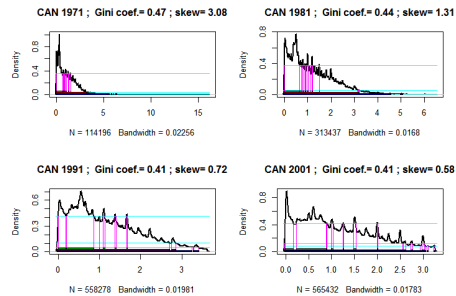 CAN 1971 ; Gini coef.= 0.47 ; skew= 3.08
Density
0.0 0.4 0.8
0 5 10 15
N = 114196 Bandwidth = 0.02256
CAN 1981 ; Gini coef.= 0.44 ; skew= 1.31
Density
0.0 0.4 0.8
0 1 2 3 4 5 6
N = 313437 Bandwidth = 0.0168
CAN 1991 ; Gini coef.= 0.41 ; skew= 0.72
Density
0.0 0.3 0.6
0 1 2 3
N = 558278 Bandwidth = 0.01981
CAN 2001 ; Gini coef.= 0.41 ; skew= 0.58
Density
0.0 0.4 0.8
0.0 0.5 1.0 1.5 2.0 2.5 3.0
N = 565432 Bandwidth = 0.01783